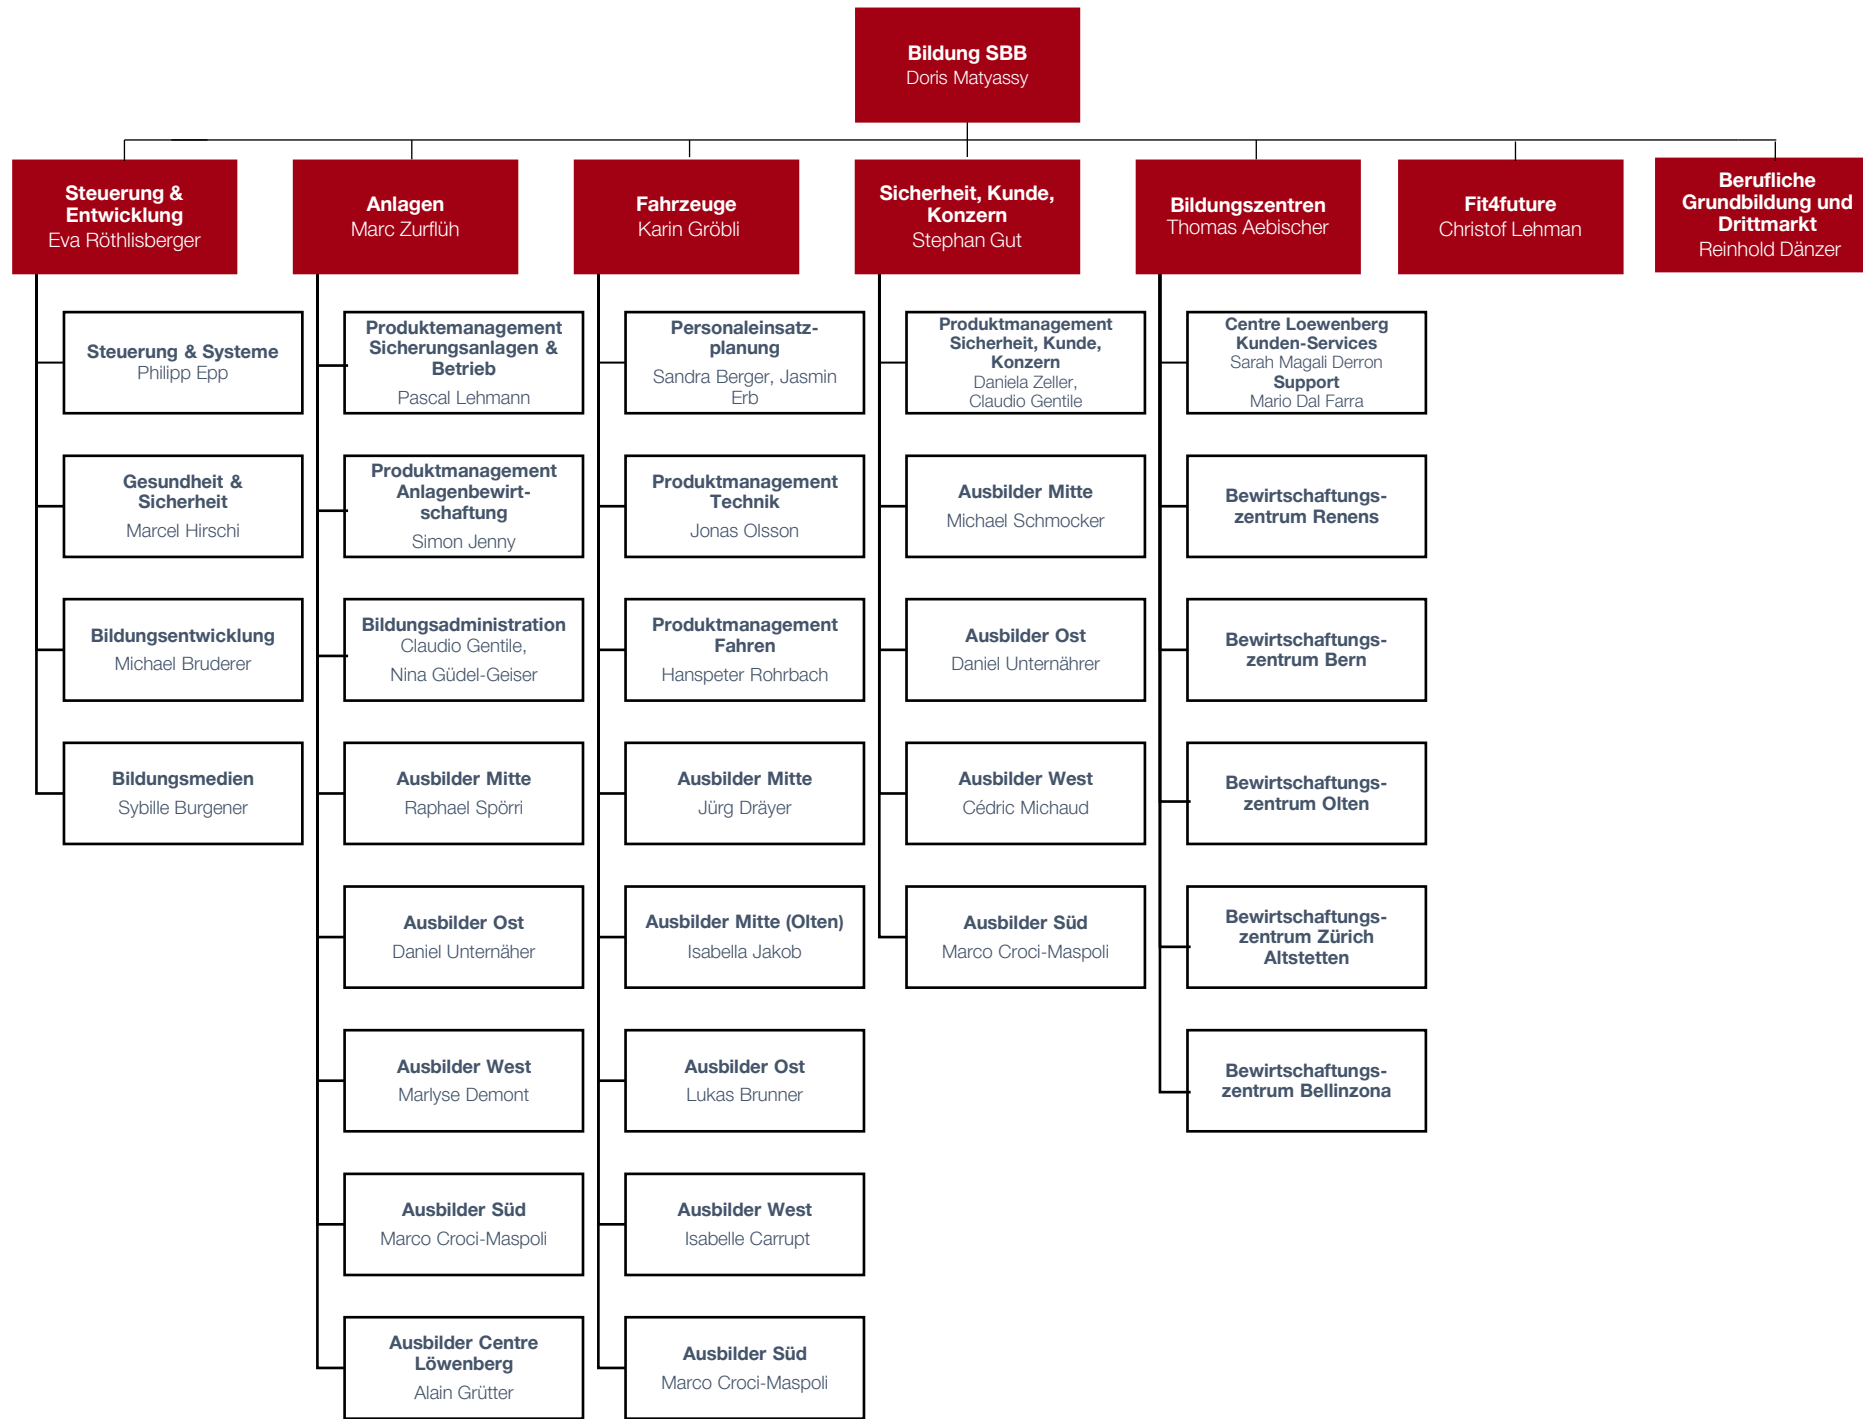 Bildung SBB
Doris Matyassy
Steuerung &
Entwicklung
Eva Röthlisberger
Anlagen
Marc Zurflüh
Fahrzeuge
Karin Gröbli
Sicherheit, Kunde,
Konzern
Stephan Gut
Bildungszentren
Thomas Aebischer
Fit4future
Christof Lehman
Berufliche
Grundbildung und
Drittmarkt
Reinhold Dänzer
Steuerung & Systeme
Philipp Epp
Gesundheit &
Sicherheit
Marcel Hirschi
Bildungsentwicklung
Michael Bruderer
Bildungsmedien
Sybille Burgener
Produktemanagement
Sicherungsanlagen &
Betrieb
Pascal Lehmann
Produktmanagement
Anlagenbewirt-
schaftung
Simon Jenny
Bildungsadministration
Claudio Gentile,
Nina Güdel-Geiser
Ausbilder Mitte
Raphael Spörri
Ausbilder Ost
Daniel Unternäher
Ausbilder West
Marlyse Demont
Ausbilder Süd
Marco Croci-Maspoli
Ausbilder Centre
Löwenberg
Alain Grütter
Personaleinsatz-
planung
Sandra Berger, Jasmin
Erb
Produktmanagement
Technik
Jonas Olsson
Produktmanagement
Fahren
Hanspeter Rohrbach
Ausbilder Mitte
Jürg Dräyer
Ausbilder Mitte (Olten)
Isabella Jakob
Ausbilder Ost
Lukas Brunner
Ausbilder West
Isabelle Carrupt
Ausbilder Süd
Marco Croci-Maspoli
Produktmanagement
Sicherheit, Kunde,
Konzern
Daniela Zeller,
Claudio Gentile
Ausbilder Mitte
Michael Schmocker
Ausbilder Ost
Daniel Unternährer
Ausbilder West
Cédric Michaud
Ausbilder Süd
Marco Croci-Maspoli
Centre Loewenberg
Kunden-Services
Sarah Magali Derron
Support
Mario Dal Farra
Bewirtschaftungs-
zentrum Renens
Bewirtschaftungs-
zentrum Bern
Bewirtschaftungs-
zentrum Olten
Bewirtschaftungs-
zentrum Zürich
Altstetten
Bewirtschaftungs-
zentrum Bellinzona